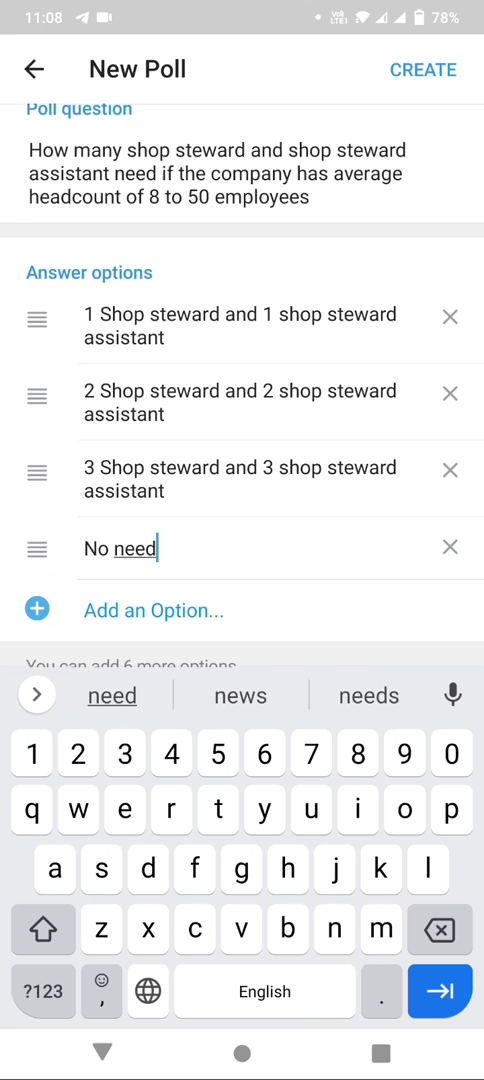 11:08
Vo)) LTE1
78%
New Poll
CREATE
Poll question
How many shop steward and shop steward
assistant need if the company has average
headcount of 8 to 50 employees
Answer options
1 Shop steward and 1 shop steward
assistant
2 Shop steward and 2 shop steward
assistant
3 Shop steward and 3 shop steward
assistant
No need
Add an Option...
You can add 6 more options
need news needs
1 2 3 4 5 6 7 8 9 0
q w e r t y u i o p
a s d f g h j k l
z x c v b n m
?123 , English .